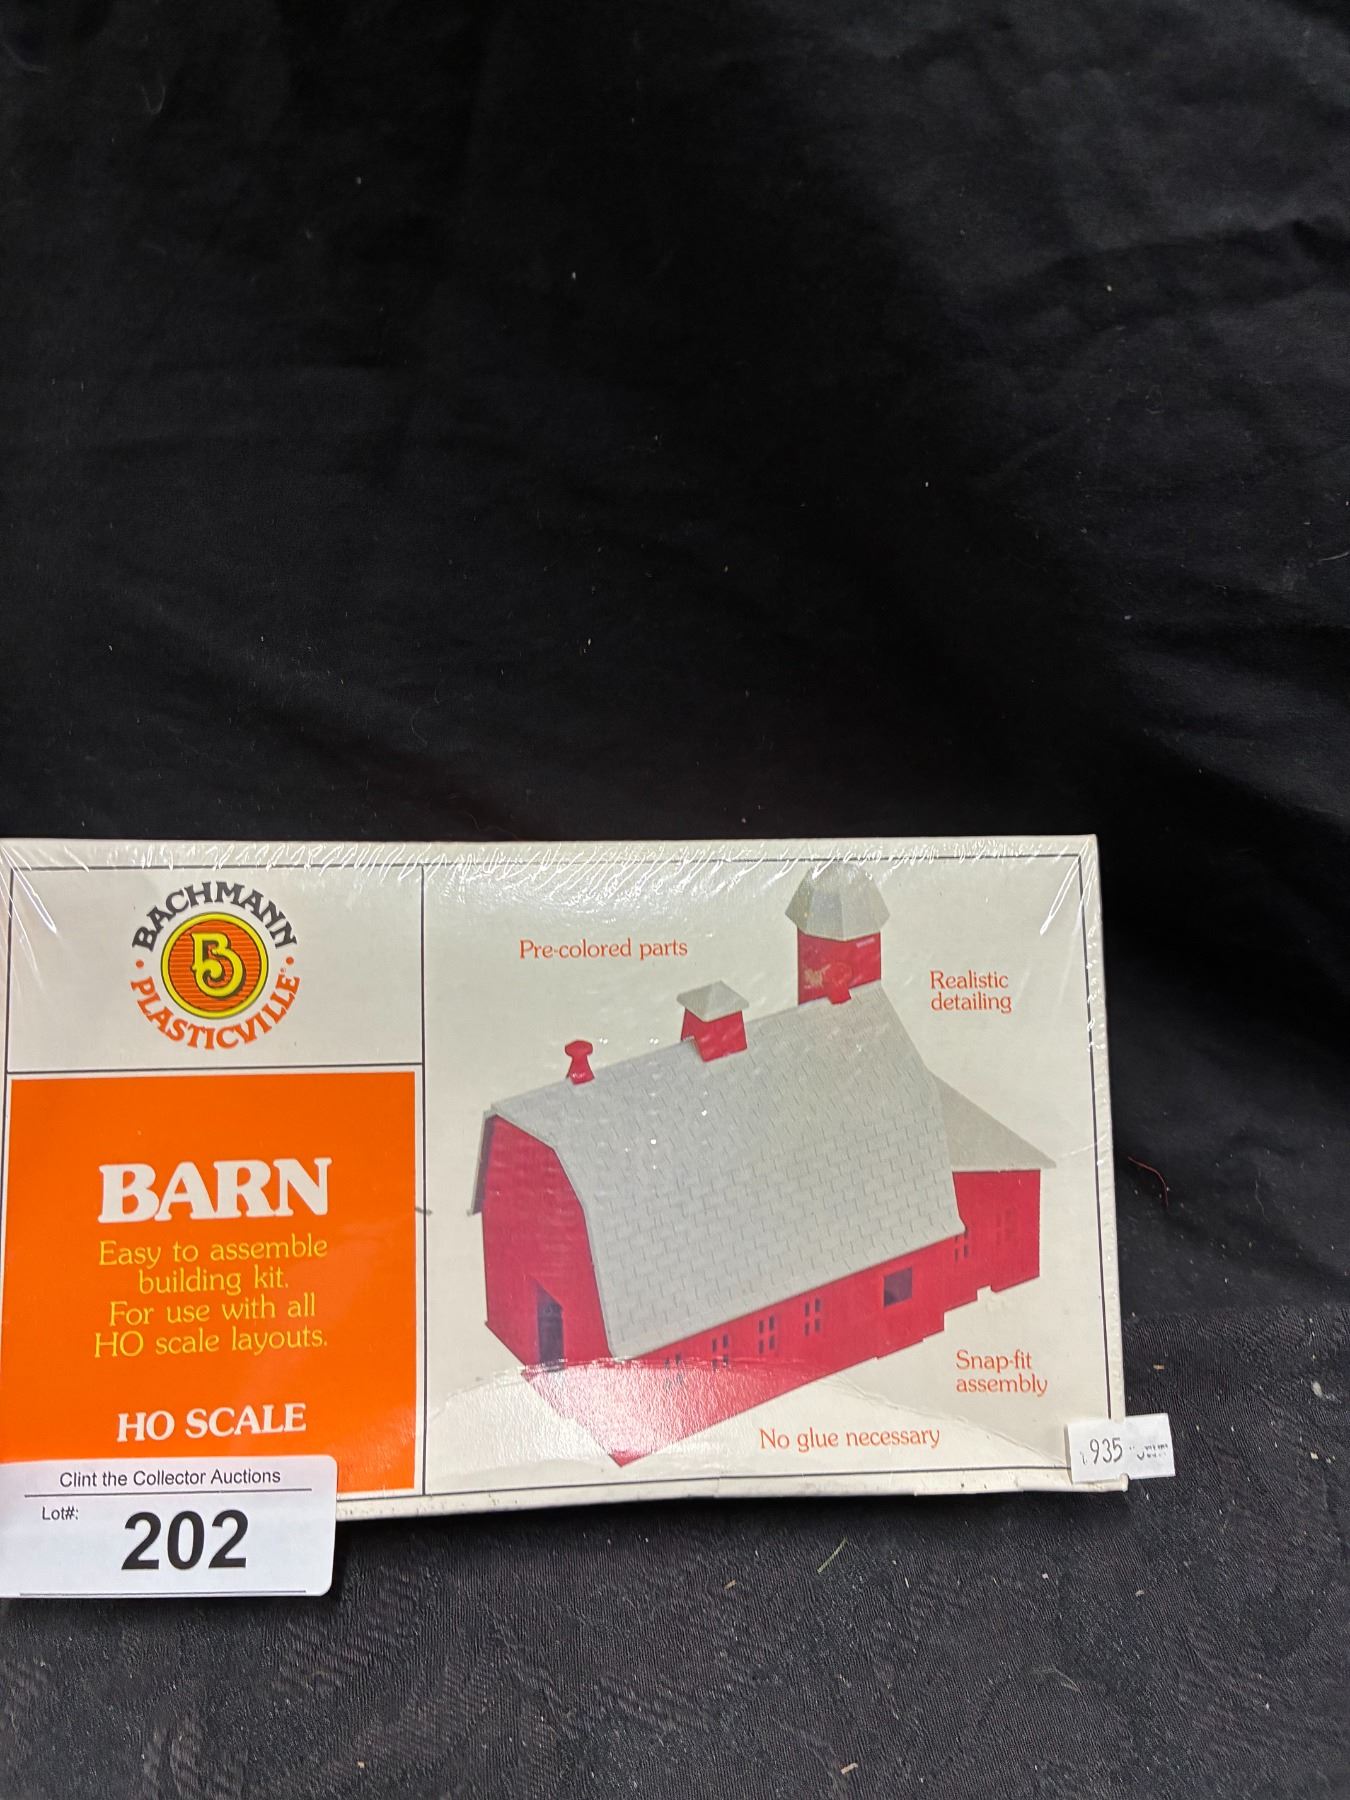 BACHMANN
B
PLASTICVILLE®
BARN
Easy to assemble
building kit.
For use with all
HO scale layouts.
HO SCALE
Pre-colored parts
Realistic
detailing
Snap-fit
assembly
No glue necessary
935
Clint the Collector Auctions
Lot#:
202